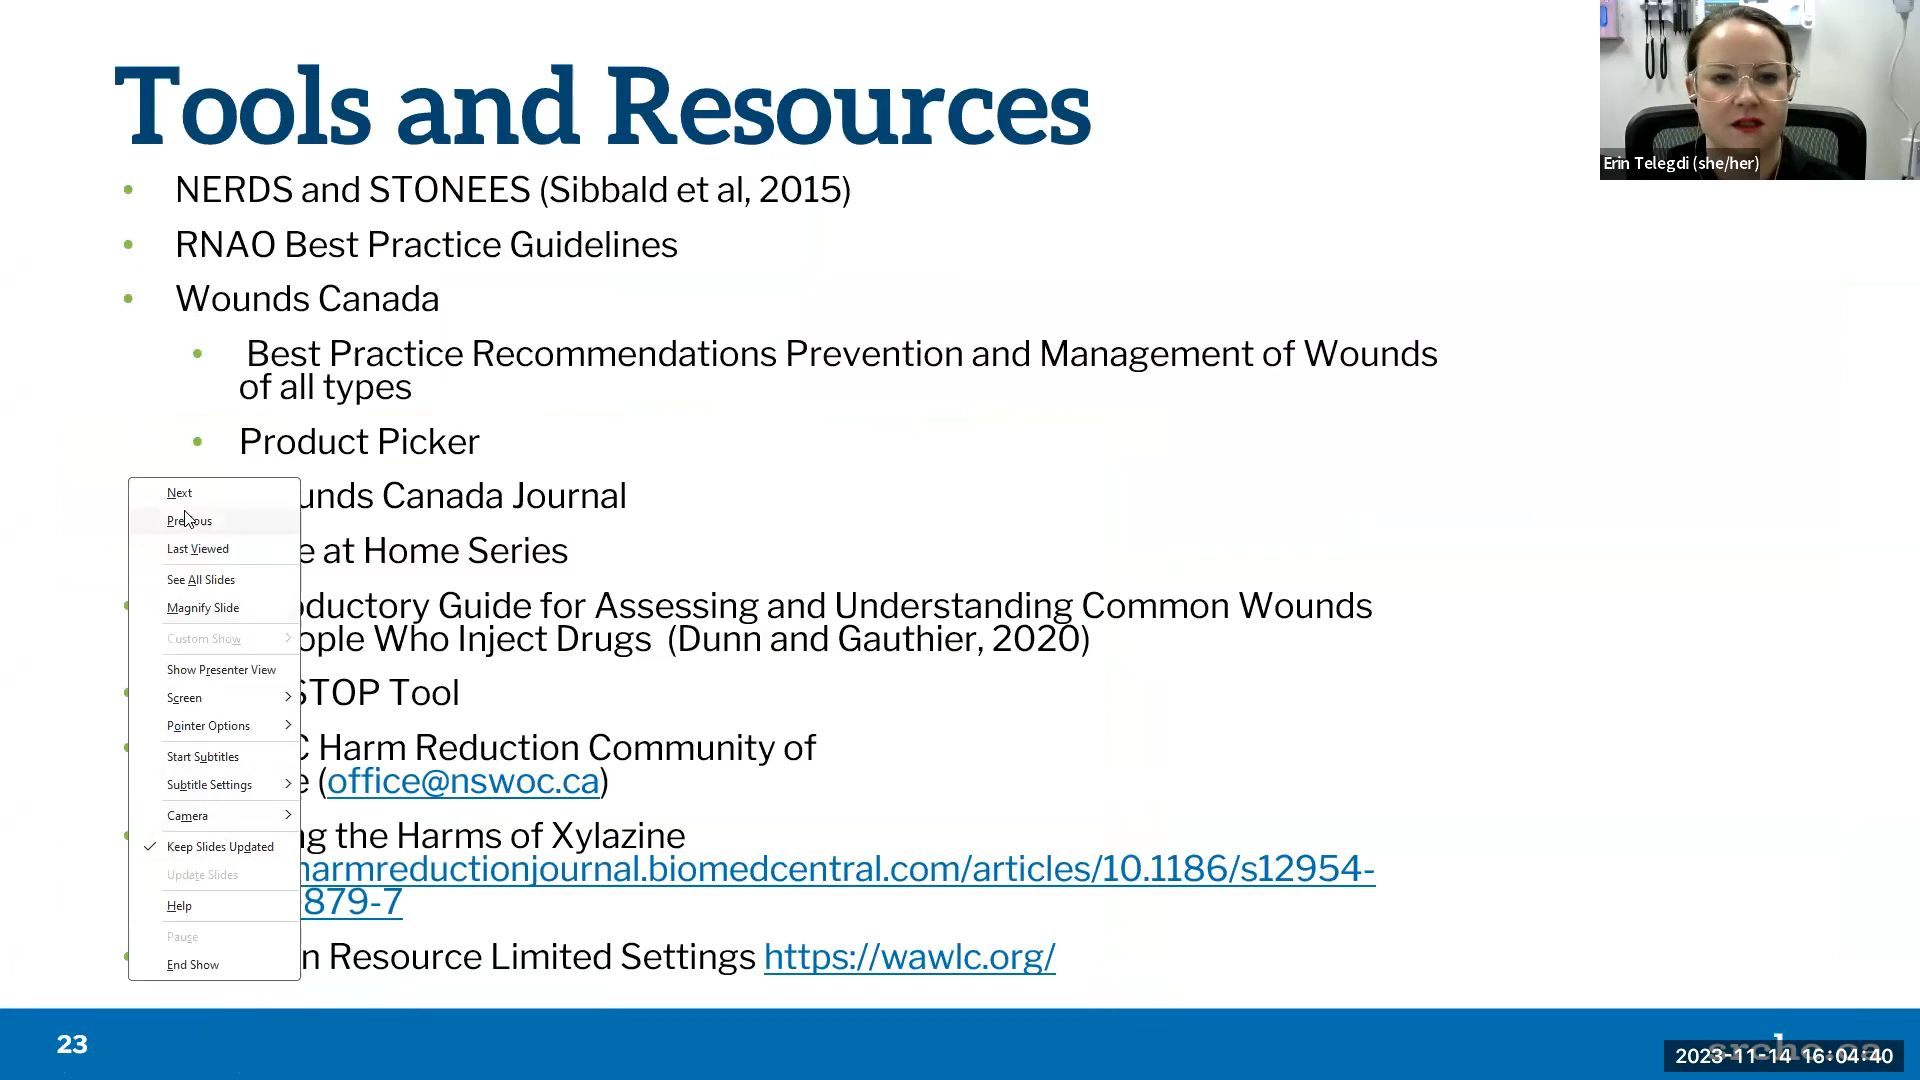 Tools and Resources
Erin Telegdi (she/her)
• NERDS and STONEES (Sibbald et al, 2015)
• RNAO Best Practice Guidelines
• Wounds Canada
• Best Practice Recommendations Prevention and Management of Wounds
of all types
• Product Picker
unds Canada Journal
e at Home Series
oductory Guide for Assessing and Understanding Common Wounds
ople Who Inject Drugs (Dunn and Gauthier, 2020)
STOP Tool
C Harm Reduction Community of
e (office@nswoc.ca)
ng the Harms of Xylazine
harmreductionjournal.biomedcentral.com/articles/10.1186/s12954-
879-7
n Resource Limited Settings https://wawlc.org/
Next
Previous
Last Viewed
See All Slides
Magnify Slide
Custom Show
Show Presenter View
Screen
Pointer Options
Start Subtitles
Subtitle Settings
Camera
Keep Slides Updated
Update Slides
Help
Pause
End Show
23
2023-11-14 16:04:40